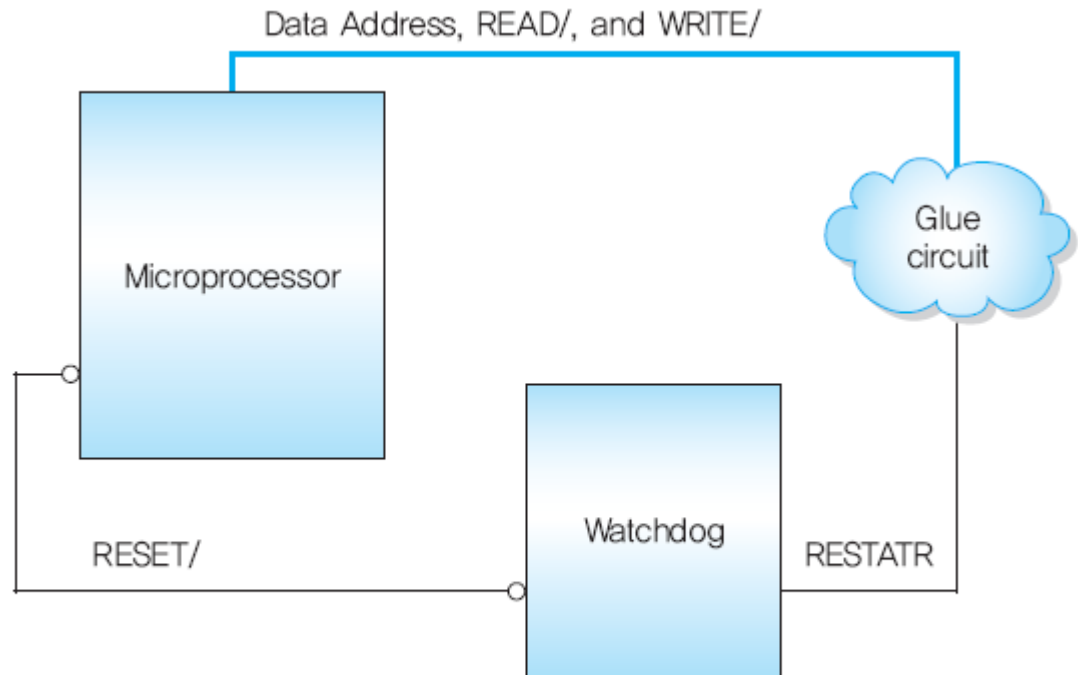 Data Address, READ/, and WRITE/
Glue
circuit
Microprocessor
Watchdog
RESET/
RESTATR